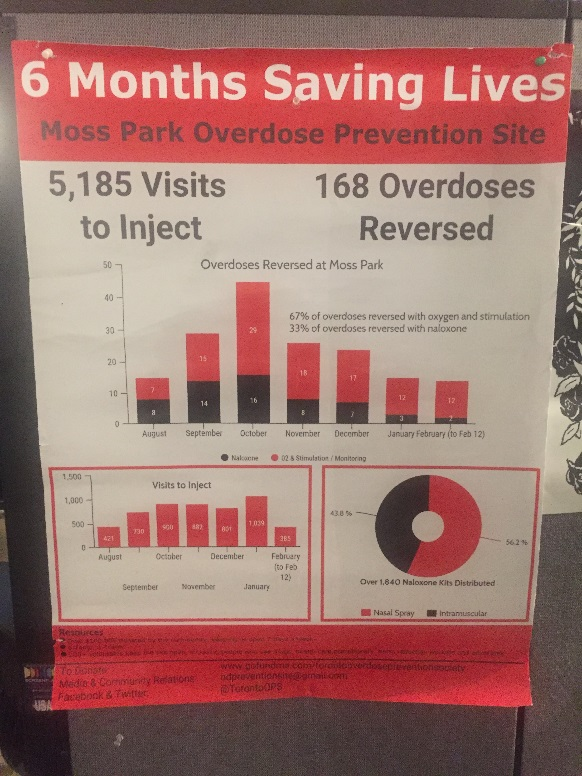 6 Months Saving Lives
Moss Park Overdose Prevention Site
5,185 Visits
to Inject
168 Overdoses
Reversed
Overdoses Reversed at Moss Park
67% of overdoses reversed with oxygen and stimulation
33% of overdoses reversed with naloxone
50
40
30
20
10
0
7
8
15
14
29
16
18
8
17
7
12
3
12
2
August
September
October
November
December
January
February (to Feb 12)
Naloxone
O2 & Stimulation / Monitoring
Visits to Inject
1,500
1,000
500
0
421
730
900
883
801
1,039
385
August
October
December
February
(to Feb
12)
September
November
January
43.8 %
56.2 %
Over 1,840 Naloxone Kits Distributed
Nasal Spray
Intramuscular
Resources
To Donate
Media & Community Relations
Facebook & Twitter
@TorontoOPS